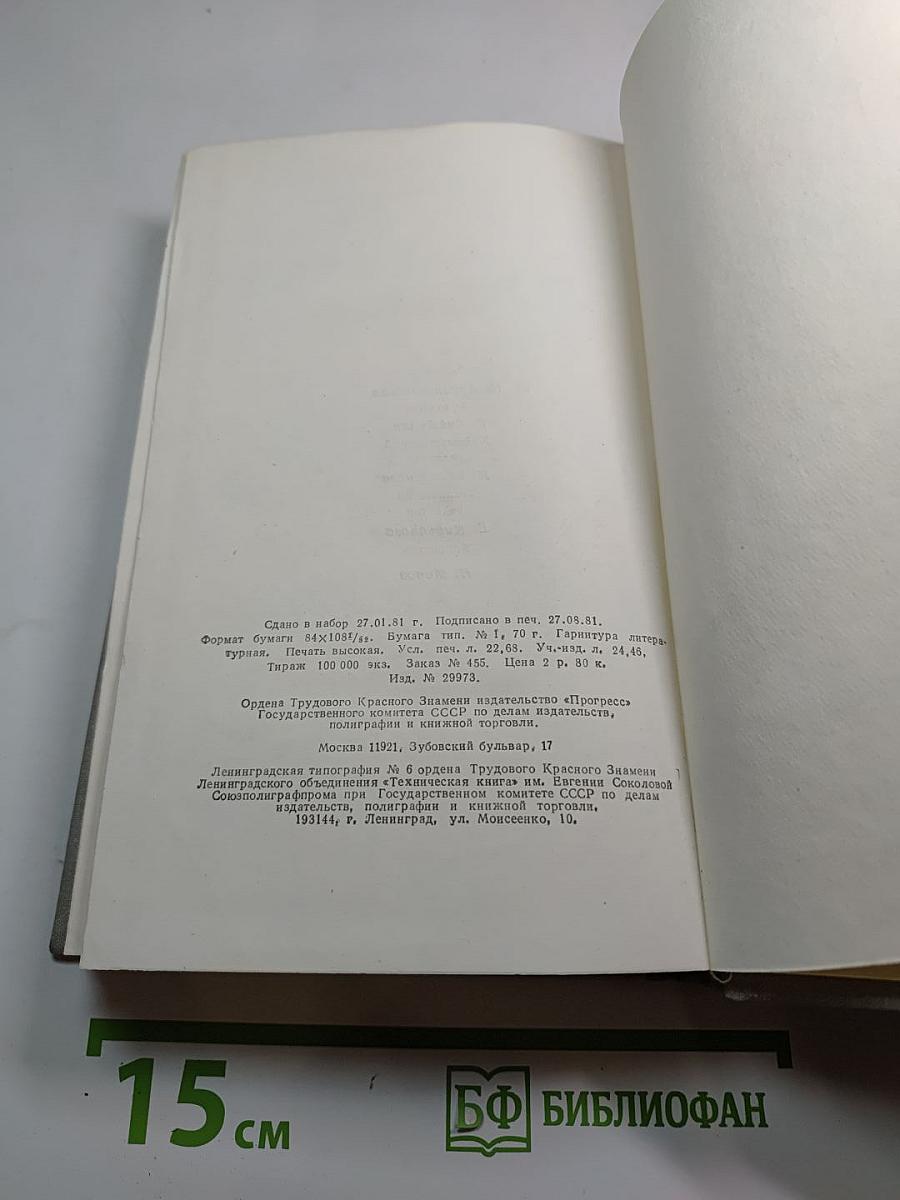 Сдано в набор 27.01.81 г. Подписано в печ. 27.08.81.
Формат бумаги 84×108¹/₃₂. Бумага тип. № 1, 70 г. Гарнитура литера-
турная. Печать высокая. Усл. печ. л. 22,68. Уч.-изд. л. 24,46.
Тираж 100 000 экз. Заказ № 455. Цена 2 р. 80 к.
Изд. № 29973.
Ордена Трудового Красного Знамени издательство «Прогресс»
Государственного комитета СССР по делам издательств,
полиграфии и книжной торговли.
Москва 11921, Зубовский бульвар, 17
Ленинградская типография № 6 ордена Трудового Красного Знамени
Ленинградского объединения «Техническая книга» им. Евгении Соколовой
Союзполиграфпрома при Государственном комитете СССР по делам
издательств, полиграфии и книжной торговли.
193144, г. Ленинград, ул. Моисеенко, 10.
15 см
БФ БИБЛИОФАН